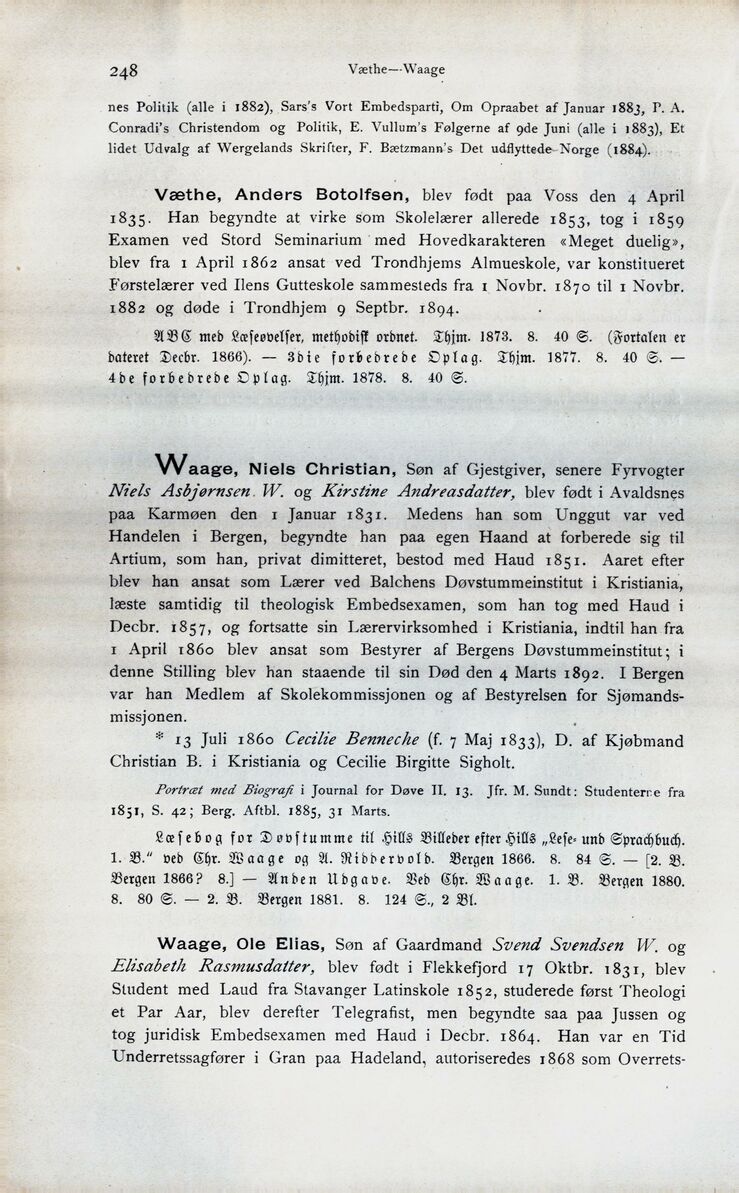 248
Væthe—Waage
nes Politik (alle i 1882), Sars's Vort Embedsparti, Om Opraabet af Januar 1883, P. A.
Conradi's Christendom og Politik, E. Vullum's Følgerne af 9de Juni (alle i 1883), Et
lidet Udvalg af Wergelands Skrifter, F. Bætzmann's Det udflyttede Norge (1884).
Væthe, Anders Botolfsen, blev født paa Voss den 4 April
1835. Han begyndte at virke som Skolelærer allerede 1853, tog i 1859
Examen ved Stord Seminarium med Hovedkarakteren «Meget duelig»,
blev fra 1 April 1862 ansat ved Trondhjems Almueskole, var konstitueret
Førstelærer ved Ilens Gutteskole sammesteds fra 1 Novbr. 1870 til 1 Novbr.
1882 og døde i Trondhjem 9 Septbr. 1894.
ABC med Læseøvelser, methodisk ordnet. Thjm. 1873. 8. 40 S. (Fortalen er
dateret Decbr. 1866). — 3die forbedrede Oplag. Thjm. 1877. 8. 40 S. —
4de forbedrede Oplag. Thjm. 1878. 8. 40 S.
Waage, Niels Christian, Søn af Gjestgiver, senere Fyrvogter
Niels Asbjørnsen W. og Kirstine Andreasdatter, blev født i Avaldsnes
paa Karmøen den 1 Januar 1831. Medens han som Unggut var ved
Handelen i Bergen, begyndte han paa egen Haand at forberede sig til
Artium, som han, privat dimitteret, bestod med Haud 1851. Aaret efter
blev han ansat som Lærer ved Balchens Døvstummeinstitut i Kristiania,
læste samtidig til theologisk Embedsexamen, som han tog med Haud i
Decbr. 1857, og fortsatte sin Lærervirksomhed i Kristiania, indtil han fra
1 April 1860 blev ansat som Bestyrer af Bergens Døvstummeinstitut; i
denne Stilling blev han staaende til sin Død den 4 Marts 1892. I Bergen
var han Medlem af Skolekommissjonen og af Bestyrelsen for Sjømands-
missjonen.
* 13 Juli 1860 Cecilie Benneche (f. 7 Maj 1833), D. af Kjøbmand
Christian B. i Kristiania og Cecilie Birgitte Sigholt.
Portræt med Biografi i Journal for Døve II. 13. Jfr. M. Sundt: Studenterne fra
1851, S. 42; Berg. Aftbl. 1885, 31 Marts.
Læsebog for Døvstumme til Hills Billeder efter Hills „Lese- und Sprachbuch.
1. B." ved Chr. Waage og A. Ribbervold. Bergen 1866. 8. 84 S. — [2. B.
Bergen 1866? 8.] — Anden Udgave. Ved Chr. Waage. 1. B. Bergen 1880.
8. 80 S. — 2. B. Bergen 1881. 8. 124 S., 2 Bl.
Waage, Ole Elias, Søn af Gaardmand Svend Svendsen W. og
Elisabeth Rasmusdatter, blev født i Flekkefjord 17 Oktbr. 1831, blev
Student med Laud fra Stavanger Latinskole 1852, studerede først Theologi
et Par Aar, blev derefter Telegrafist, men begyndte saa paa Jussen og
tog juridisk Embedsexamen med Haud i Decbr. 1864. Han var en Tid
Underretssagfører i Gran paa Hadeland, autoriseredes 1868 som Overrets-